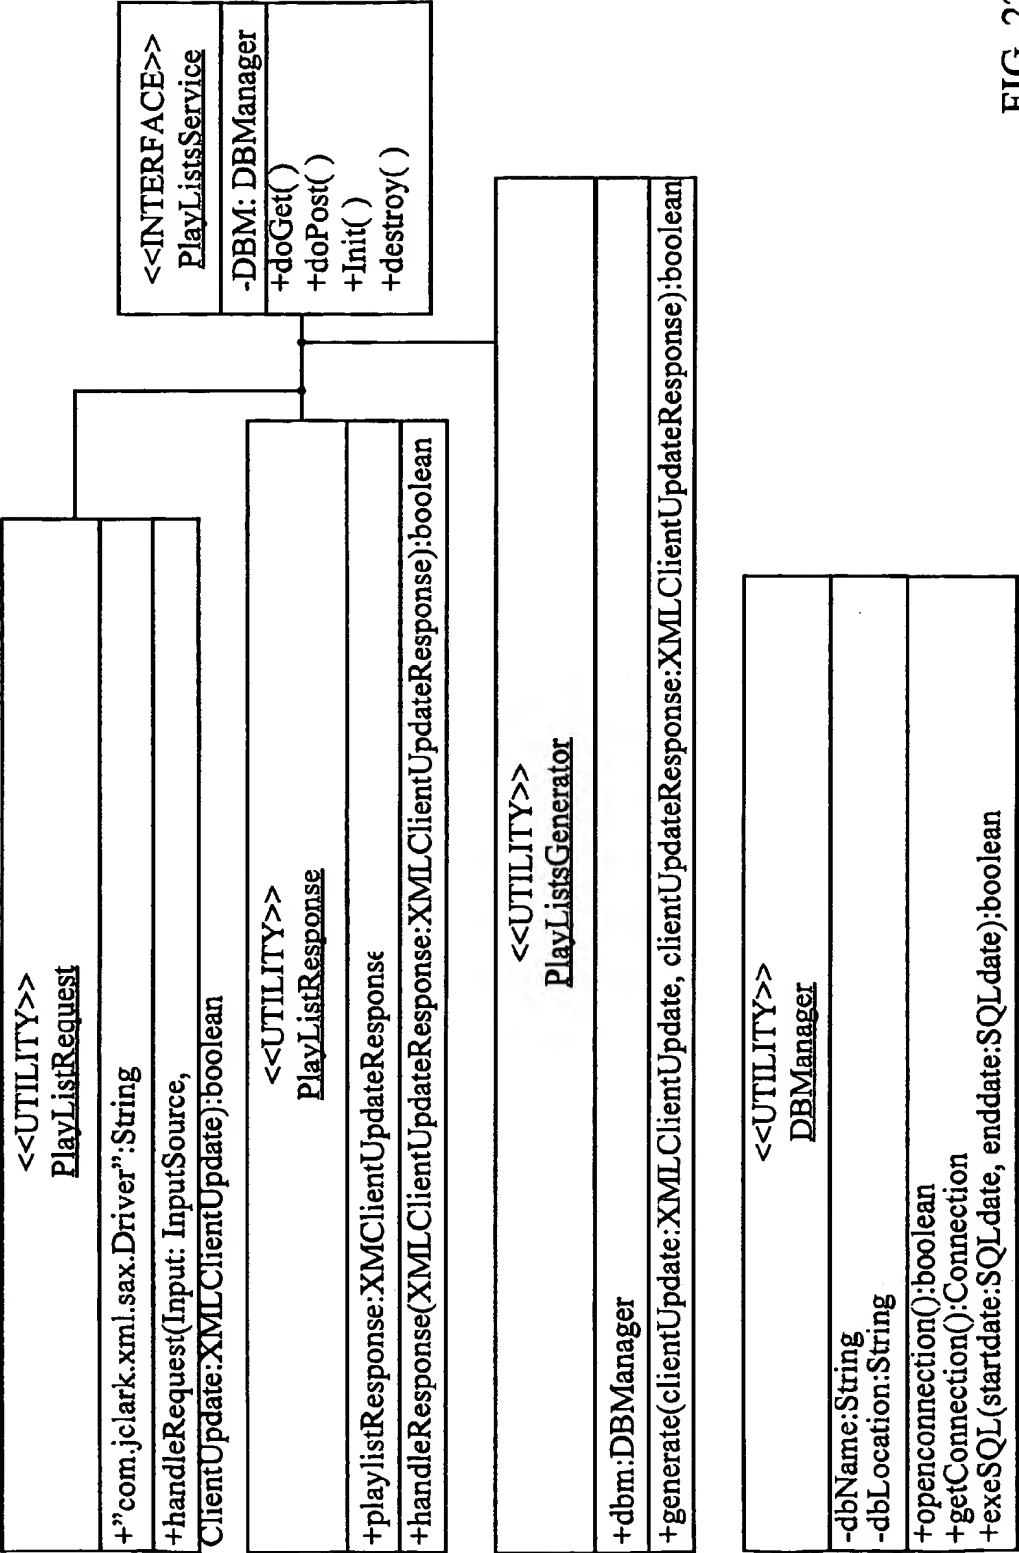 <<UTILITY>>
PlayListRequest
+"com.jclark.xml.sax.Driver":String
+handleRequest(Input: InputSource,
ClientUpdate:XMLClientUpdate):boolean
<<INTERFACE>>
PlayListsService
-DBM: DBManager
+doGet( )
+doPost( )
+Init( )
+destroy( )
<<UTILITY>>
PlayListResponse
+playlistResponse:XMClientUpdateResponse
+handleResponse(XMLClientUpdateResponse:XMLClientUpdateResponse):boolean
<<UTILITY>>
PlayListsGenerator
+dbm:DBManager
+generate(clientUpdate:XMLClientUpdate, clientUpdateResponse:XMLClientUpdateResponse):boolean
<<UTILITY>>
DBManager
-dbName:String
-dbLocation:String
+openconnection():boolean
+getConnection():Connection
+exeSQL(startdate:SQLdate, enddate:SQLdate):boolean
FIG.